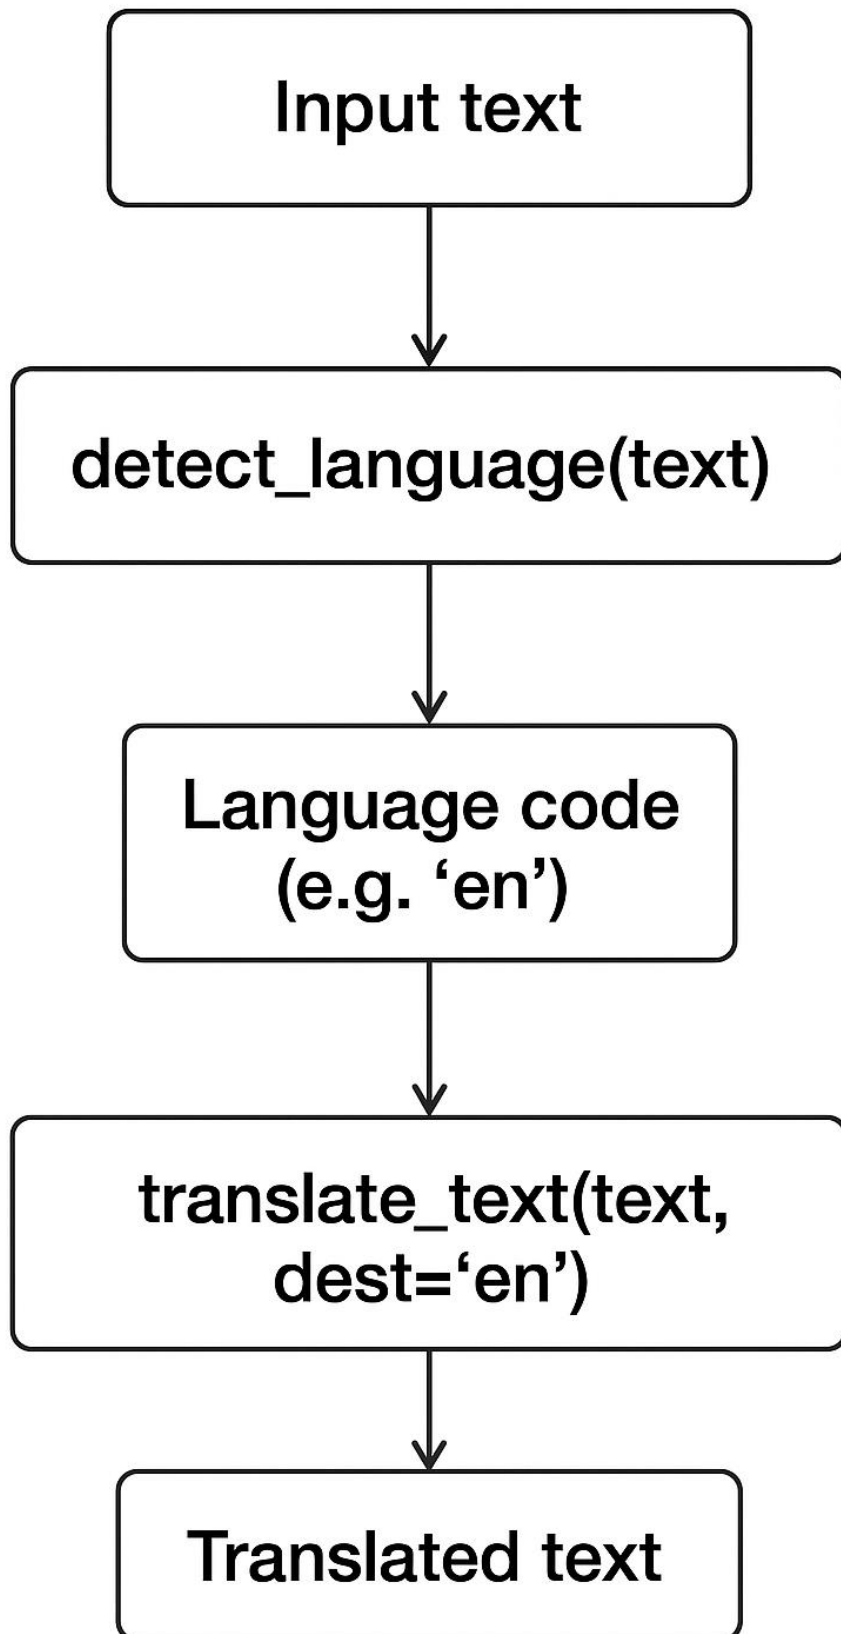 Input text
detect_language(text)
Language code
(e.g. ‘en’)
translate_text(text,
dest=‘en’)
Translated text